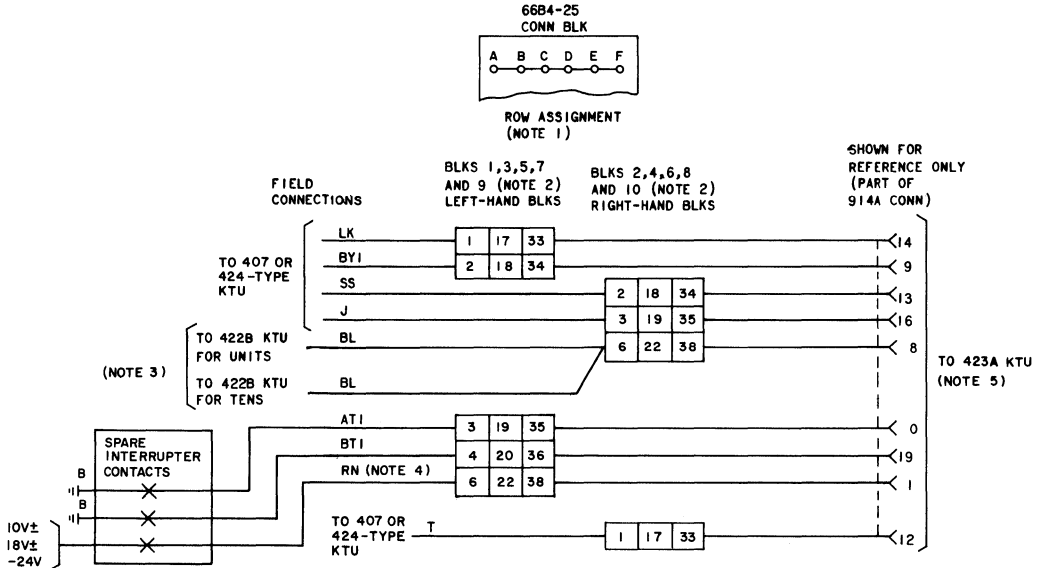 66B4-25
CONN BLK
A B C D E F
ROW ASSIGNMENT
(NOTE 1)
SHOWN FOR
REFERENCE ONLY
(PART OF
914A CONN)
BLKS 1,3,5,7
AND 9 (NOTE 2)
LEFT-HAND BLKS
BLKS 2,4,6,8
AND 10 (NOTE 2)
RIGHT-HAND BLKS
FIELD
CONNECTIONS
TO 407 OR
424-TYPE
KTU
LK
1 17 33
14
BY1
2 18 34
9
SS
2 18 34
13
J
3 19 35
16
(NOTE 3)
TO 422B KTU
FOR UNITS
BL
6 22 38
8
TO 422B KTU
FOR TENS
BL
TO 423A KTU
(NOTE 5)
AT1
3 19 35
0
BT1
4 20 36
19
RN (NOTE 4)
6 22 38
1
SPARE
INTERRUPTER
CONTACTS
B
B
10V±
18V±
-24V
TO 407 OR
424-TYPE
KTU
T
1 17 33
12